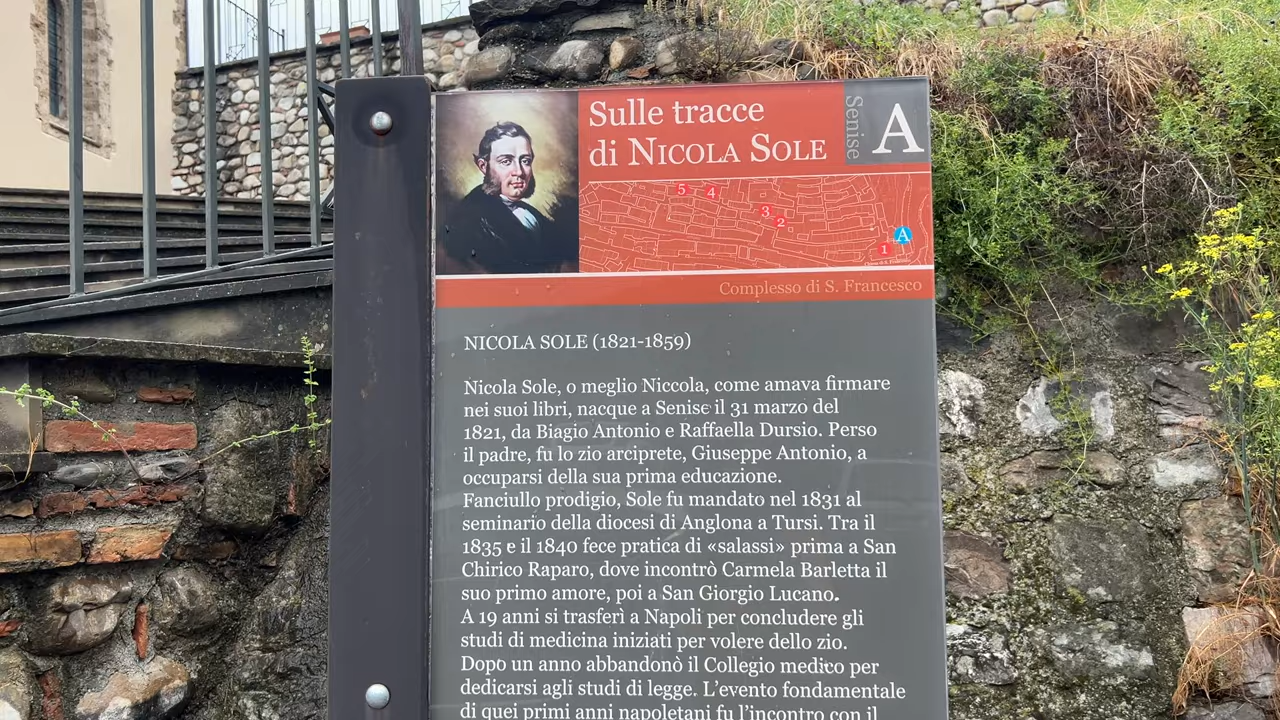 Sulle tracce
di NICOLA SOLE
Senise
A
5
4
3
2
A
1
Complesso di S. Francesco
NICOLA SOLE (1821-1859)
Nicola Sole, o meglio Niccola, come amava firmare
nei suoi libri, nacque a Senise il 31 marzo del
1821, da Biagio Antonio e Raffaella Dursio. Perso
il padre, fu lo zio arciprete, Giuseppe Antonio, a
occuparsi della sua prima educazione.
Fanciullo prodigio, Sole fu mandato nel 1831 al
seminario della diocesi di Anglona a Tursi. Tra il
1835 e il 1840 fece pratica di «salassi» prima a San
Chirico Raparo, dove incontrò Carmela Barletta il
suo primo amore, poi a San Giorgio Lucano.
A 19 anni si trasferì a Napoli per concludere gli
studi di medicina iniziati per volere dello zio.
Dopo un anno abbandonò il Collegio medico per
dedicarsi agli studi di legge. L'evento fondamentale
di quei primi anni napoletani fu l'incontro con il